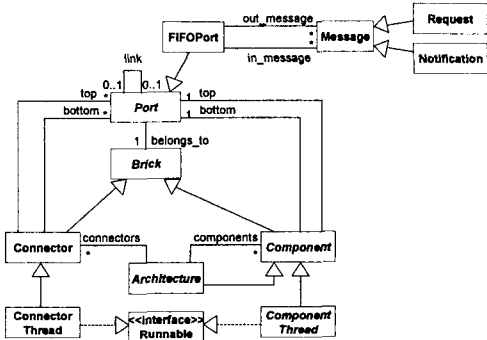 out_message
Request
FIFOPort
*
*
Message
in_message
Notification
link
0..1
0..1
top
*
Port
1
top
bottom
*
1
bottom
1
belongs_to
Brick
Connector
connectors
*
components
*
Component
Architecture
Connector
Thread
<<Interface>>
Runnable
Component
Thread